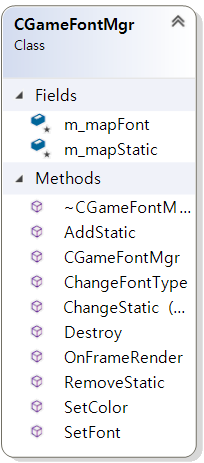 CGameFontMgr
Class
Fields
m_mapFont
m_mapStatic
Methods
~CGameFontM...
AddStatic
CGameFontMgr
ChangeFontType
ChangeStatic (...
Destroy
OnFrameRender
RemoveStatic
SetColor
SetFont